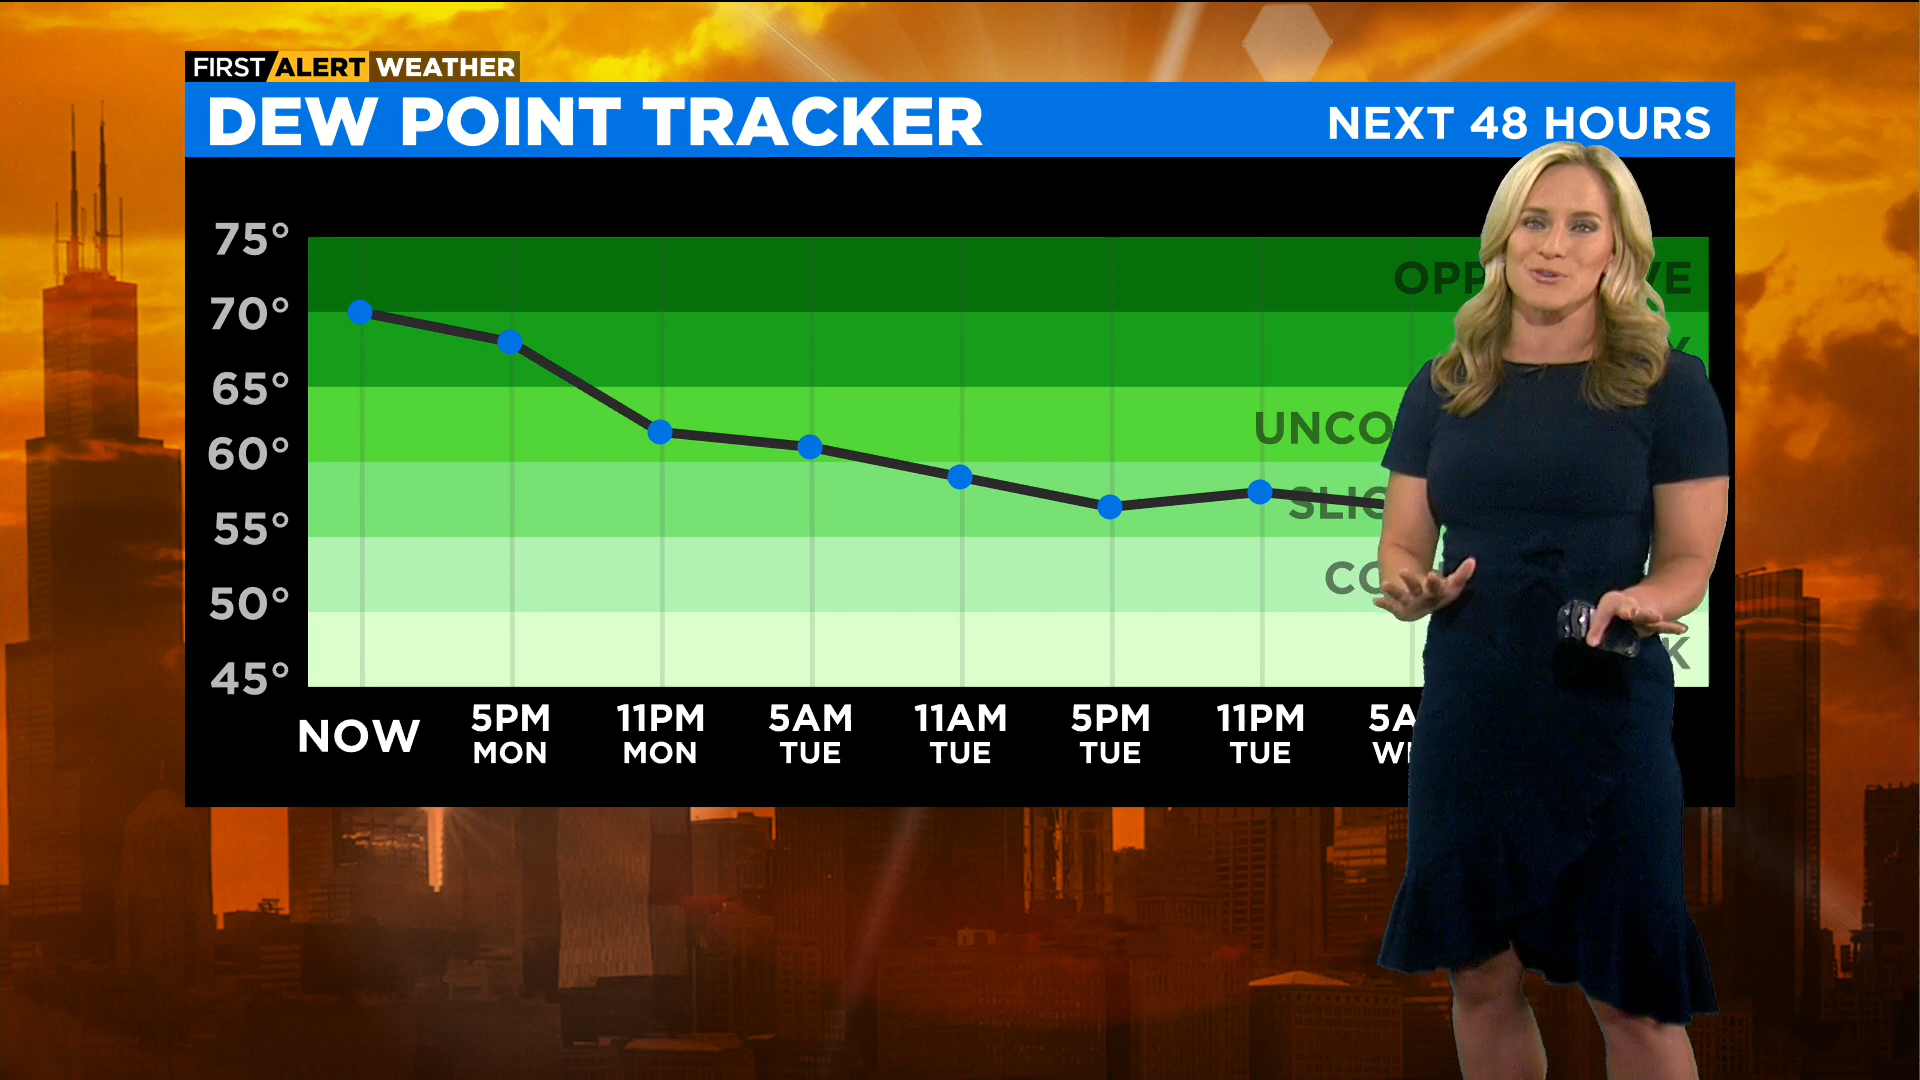 FIRST ALERT WEATHER
DEW POINT TRACKER
NEXT 48 HOURS
75°
70°
65°
60°
55°
50°
45°
NOW
5PM
MON
11PM
MON
5AM
TUE
11AM
TUE
5PM
TUE
11PM
TUE